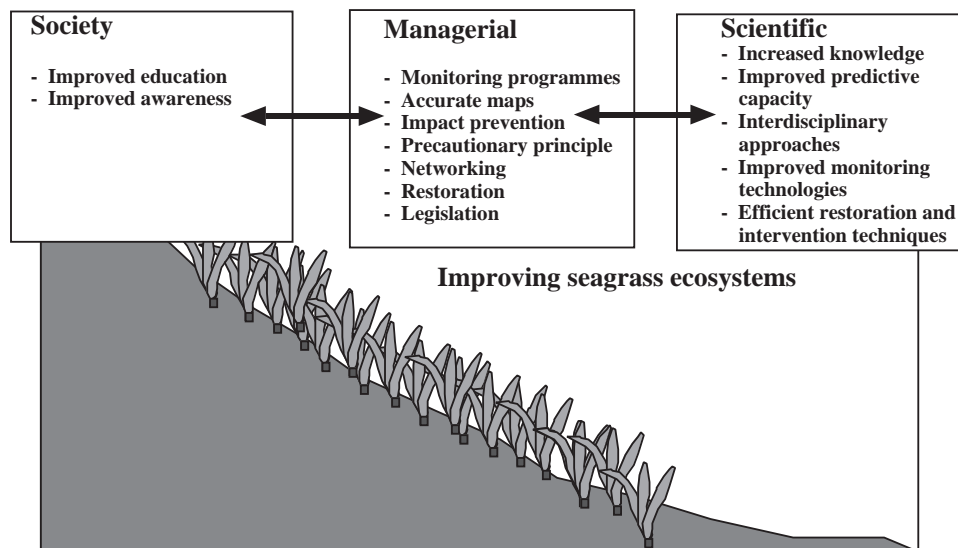 Society
- Improved education
- Improved awareness
Managerial
- Monitoring programmes
- Accurate maps
- Impact prevention
- Precautionary principle
- Networking
- Restoration
- Legislation
Scientific
- Increased knowledge
- Improved predictive
capacity
- Interdisciplinary
approaches
- Improved monitoring
technologies
- Efficient restoration and
intervention techniques
Improving seagrass ecosystems